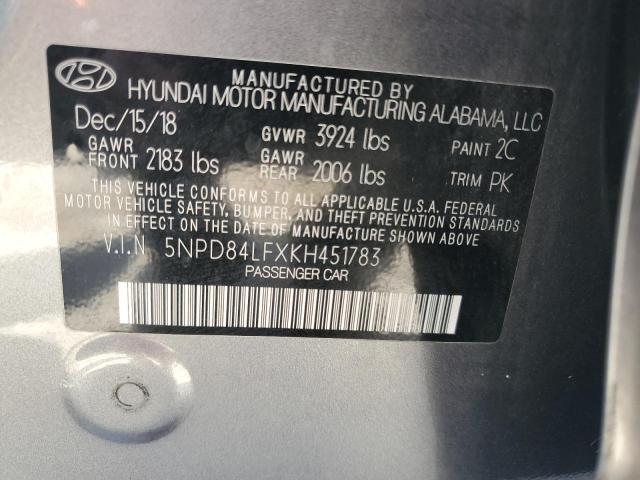 MANUFACTURED BY
HYUNDAI MOTOR MANUFACTURING ALABAMA, LLC
Dec/15/18 GVWR 3924 lbs PAINT 2C
GAWR FRONT 2183 lbs GAWR REAR 2006 lbs TRIM PK
THIS VEHICLE CONFORMS TO ALL APPLICABLE U.S.A. FEDERAL
MOTOR VEHICLE SAFETY, BUMPER, AND THEFT PREVENTION STANDARDS
IN EFFECT ON THE DATE OF MANUFACTURE SHOWN ABOVE.
V.I.N 5NPD84LFXKH451783
PASSENGER CAR